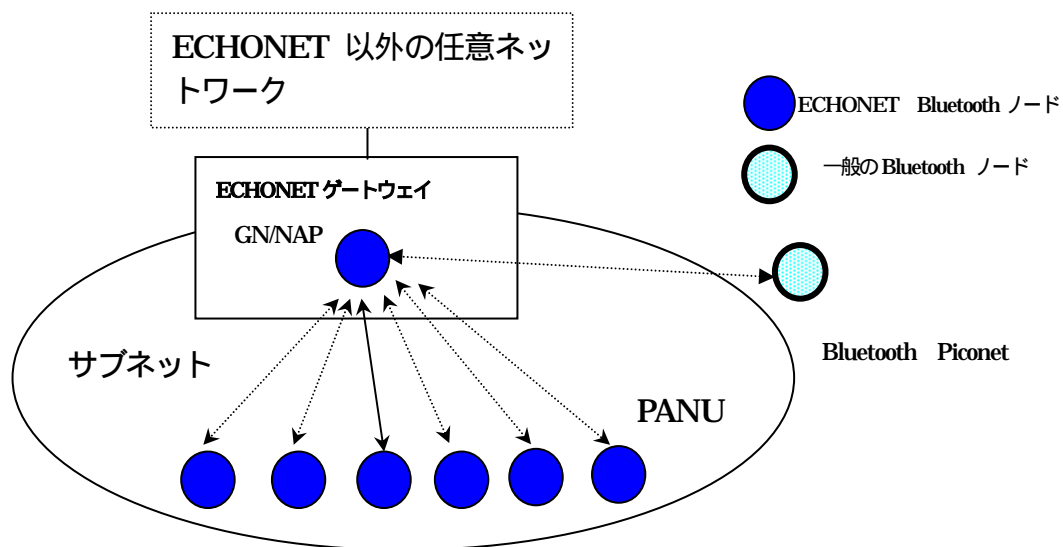 ECHONET 以外の任意ネッ
トワーク
ECHONET Bluetooth ノード
一般の Bluetooth ノード
ECHONET ゲートウェイ
GN/NAP
サブネット
Bluetooth Piconet
PANU